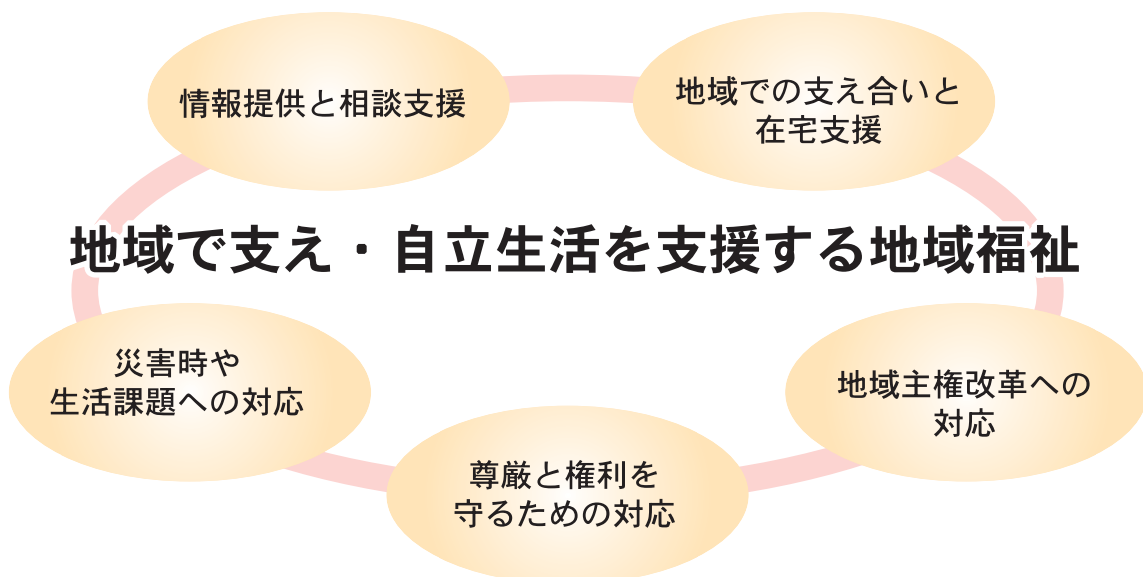 情報提供と相談支援
地域での支え合いと
在宅支援
地域で支え・自立生活を支援する地域福祉
災害時や
生活課題への対応
地域主権改革への
対応
尊厳と権利を
守るための対応